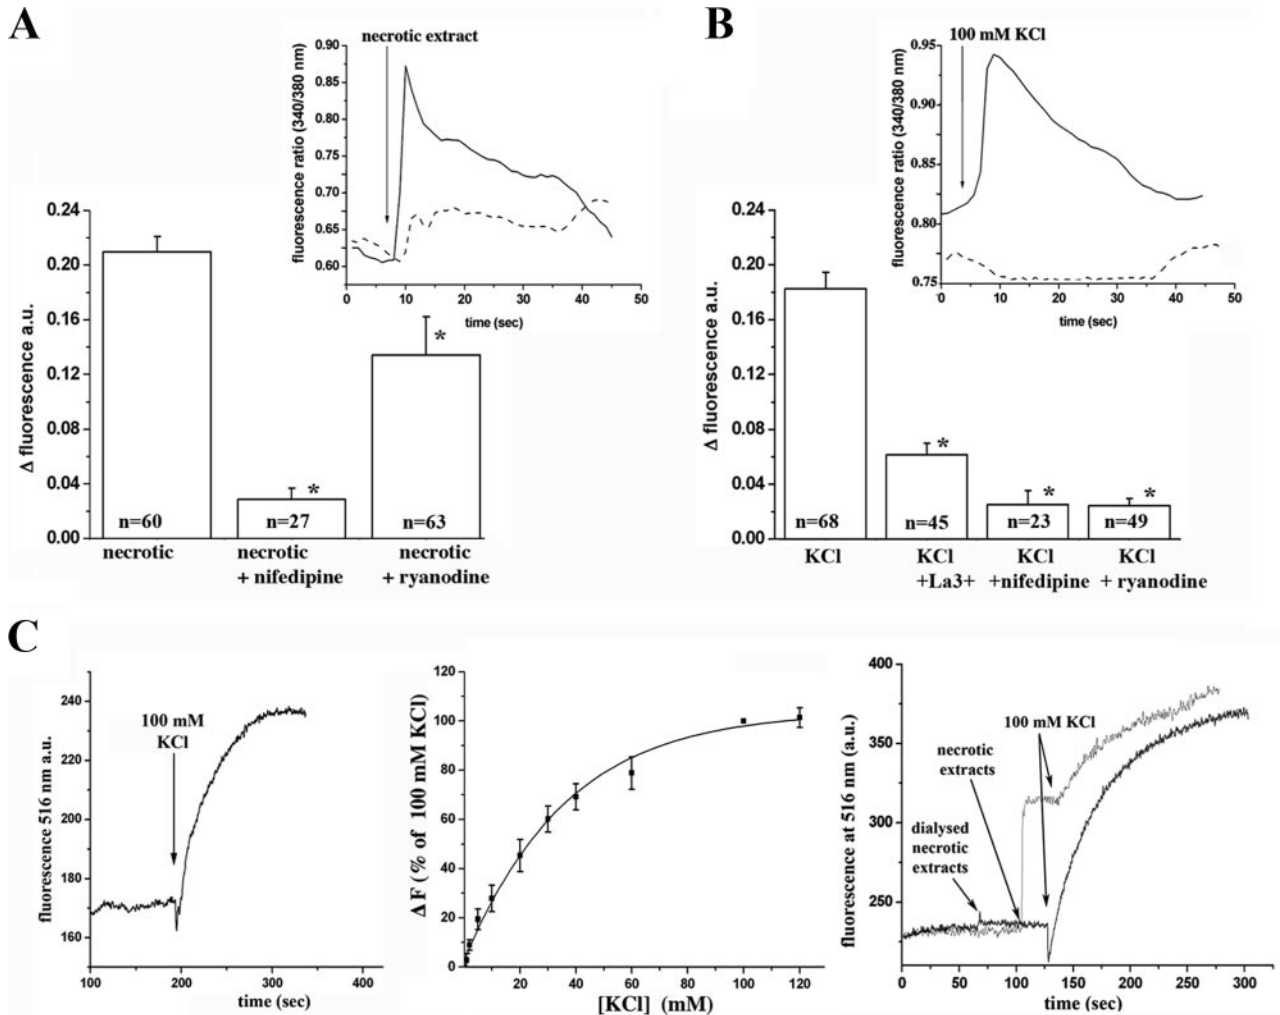 A
necrotic extract
fluorescence ratio (340/380 nm)
0.90
0.85
0.80
0.75
0.70
0.65
0.60
0 10 20 30 40 50
time (sec)
Δ fluorescence a.u.
0.24
0.20
0.16
0.12
0.08
0.04
0.00
* *
n=60 n=27 n=63
necrotic necrotic necrotic
+ nifedipine + ryanodine
B
100 mM KCl
fluorescence ratio (340/380 nm)
0.95
0.90
0.85
0.80
0.75
0 10 20 30 40 50
time (sec)
Δ fluorescence a.u.
0.24
0.20
0.16
0.12
0.08
0.04
0.00
* * *
n=68 n=45 n=23 n=49
KCl KCl KCl KCl
+La3+ +nifedipine + ryanodine
C
fluorescence 516 nm a.u.
240
220
200
180
160
100 mM
KCl
100 200 300 400
time (sec)
Δ F (% of 100 mM KCl)
120
100
80
60
40
20
0
20 40 60 80 100 120
[KCl] (mM)
fluorescence at 516 nm (a.u.)
400
350
300
250
100 mM KCl
necrotic
extracts
dialysed
necrotic
extracts
0 50 100 150 200 250 300
time (sec)